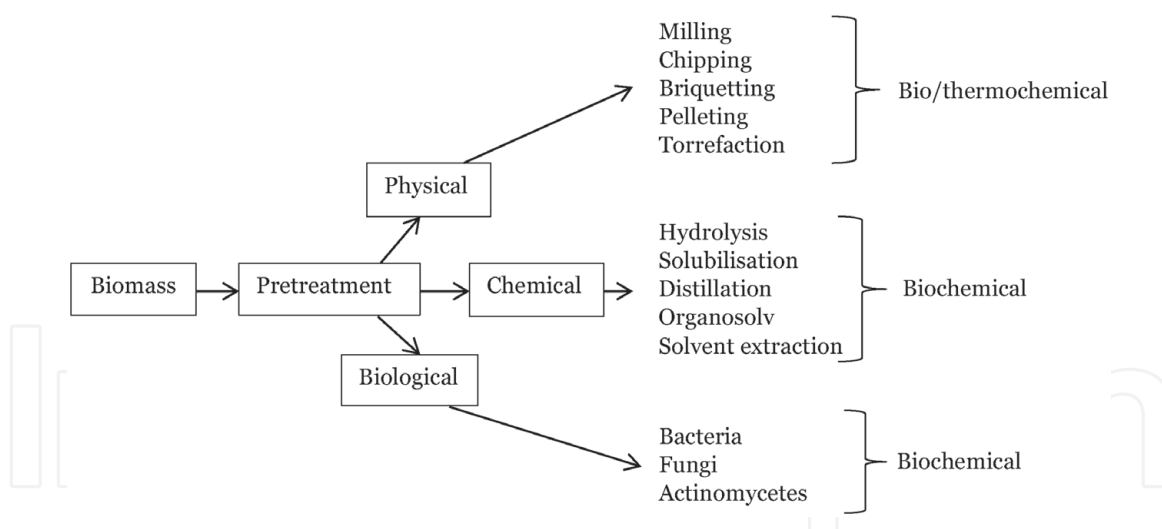 Milling
Chipping
Briquetting
Pelleting
Torrefaction
Bio/thermochemical
Physical
Biomass
Pretreatment
Chemical
Hydrolysis
Solubilisation
Distillation
Organosolv
Solvent extraction
Biochemical
Biological
Bacteria
Fungi
Actinomycetes
Biochemical